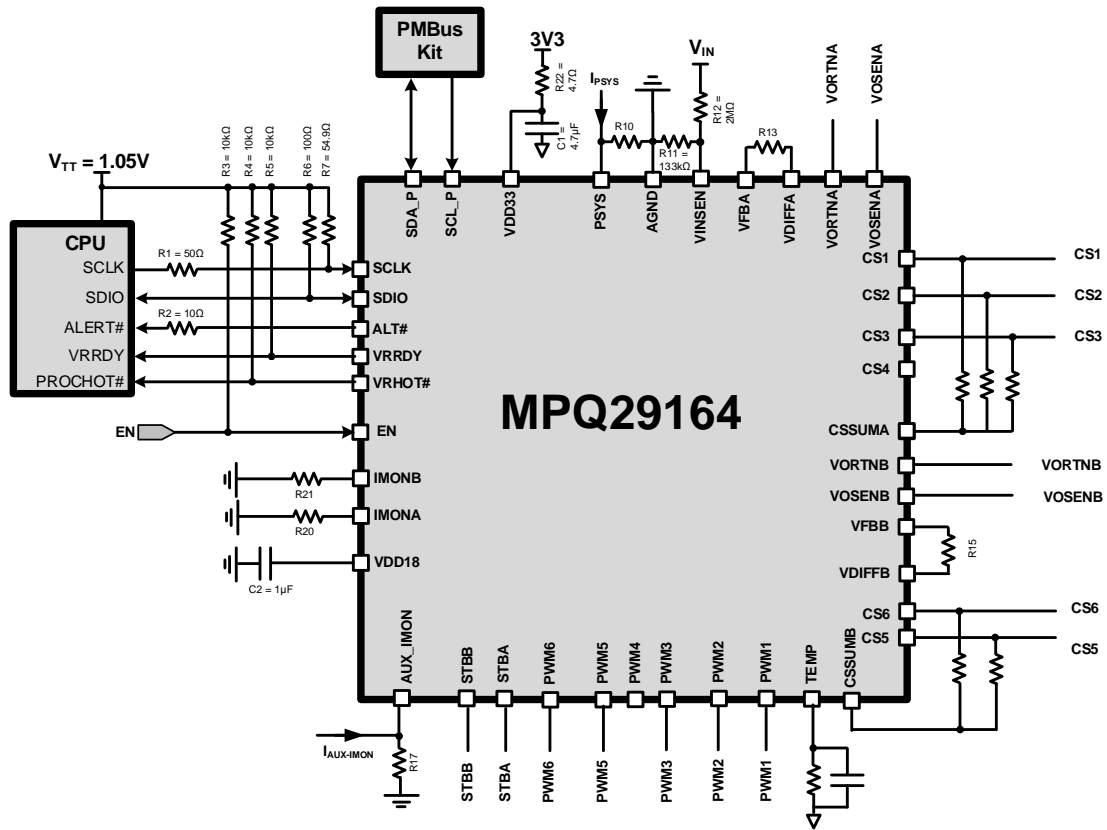 PMBus
Kit
3V3
R22 =
4.7Ω
C1 =
4.7µF
IPSYS
R10
R11 =
133kΩ
VIN
R12 =
2MΩ
R13
VORTNA
VOSENA
VTT = 1.05V
R3 = 10kΩ
R4 = 10kΩ
R5 = 10kΩ
R6 = 100Ω
R7 = 54.9Ω
SDA_P
SCL_P
VDD33
PSYS
AGND
VINSEN
VFBA
VDIFFA
VORTNA
VOSENA
CPU
SCLK
SDIO
ALERT#
VRRDY
PROCHOT#
R1 = 50Ω
R2 = 10Ω
EN
SCLK
SDIO
ALT#
VRRDY
VRHOT#
EN
IMONB
IMONA
VDD18
R21
R20
C2 = 1µF
MPQ29164
CS1
CS2
CS3
CS4
CSSUMA
VORTNB
VOSENB
VFBB
VDIFFB
CS6
CS5
CS1
CS2
CS3
VORTNB
VOSENB
R15
CS6
CS5
AUX_IMON
STBB
STBA
PWM6
PWM5
PWM4
PWM3
PWM2
PWM1
TEMP
CSSUMB
IAUX-IMON
R17
STBB
STBA
PWM6
PWM5
PWM3
PWM2
PWM1